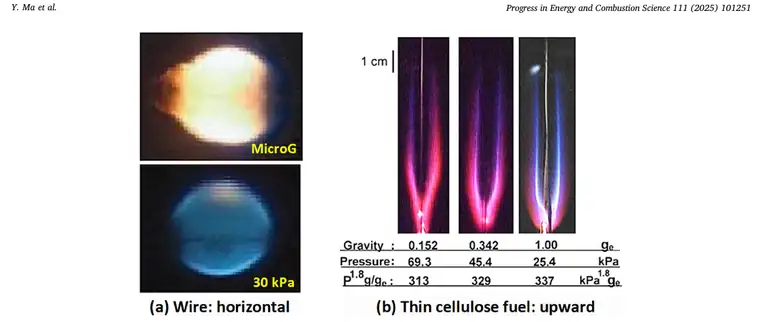 Y. Ma et al.
Progress in Energy and Combustion Science 111 (2025) 101251
1 cm
MicroG
30 kPa
Gravity : 0.152 0.342 1.00 gₑ
Pressure: 69.3 45.4 25.4 kPa
P¹·⁸g/gₑ : 313 329 337 kPa¹·⁸gₑ
(a) Wire: horizontal
(b) Thin cellulose fuel: upward